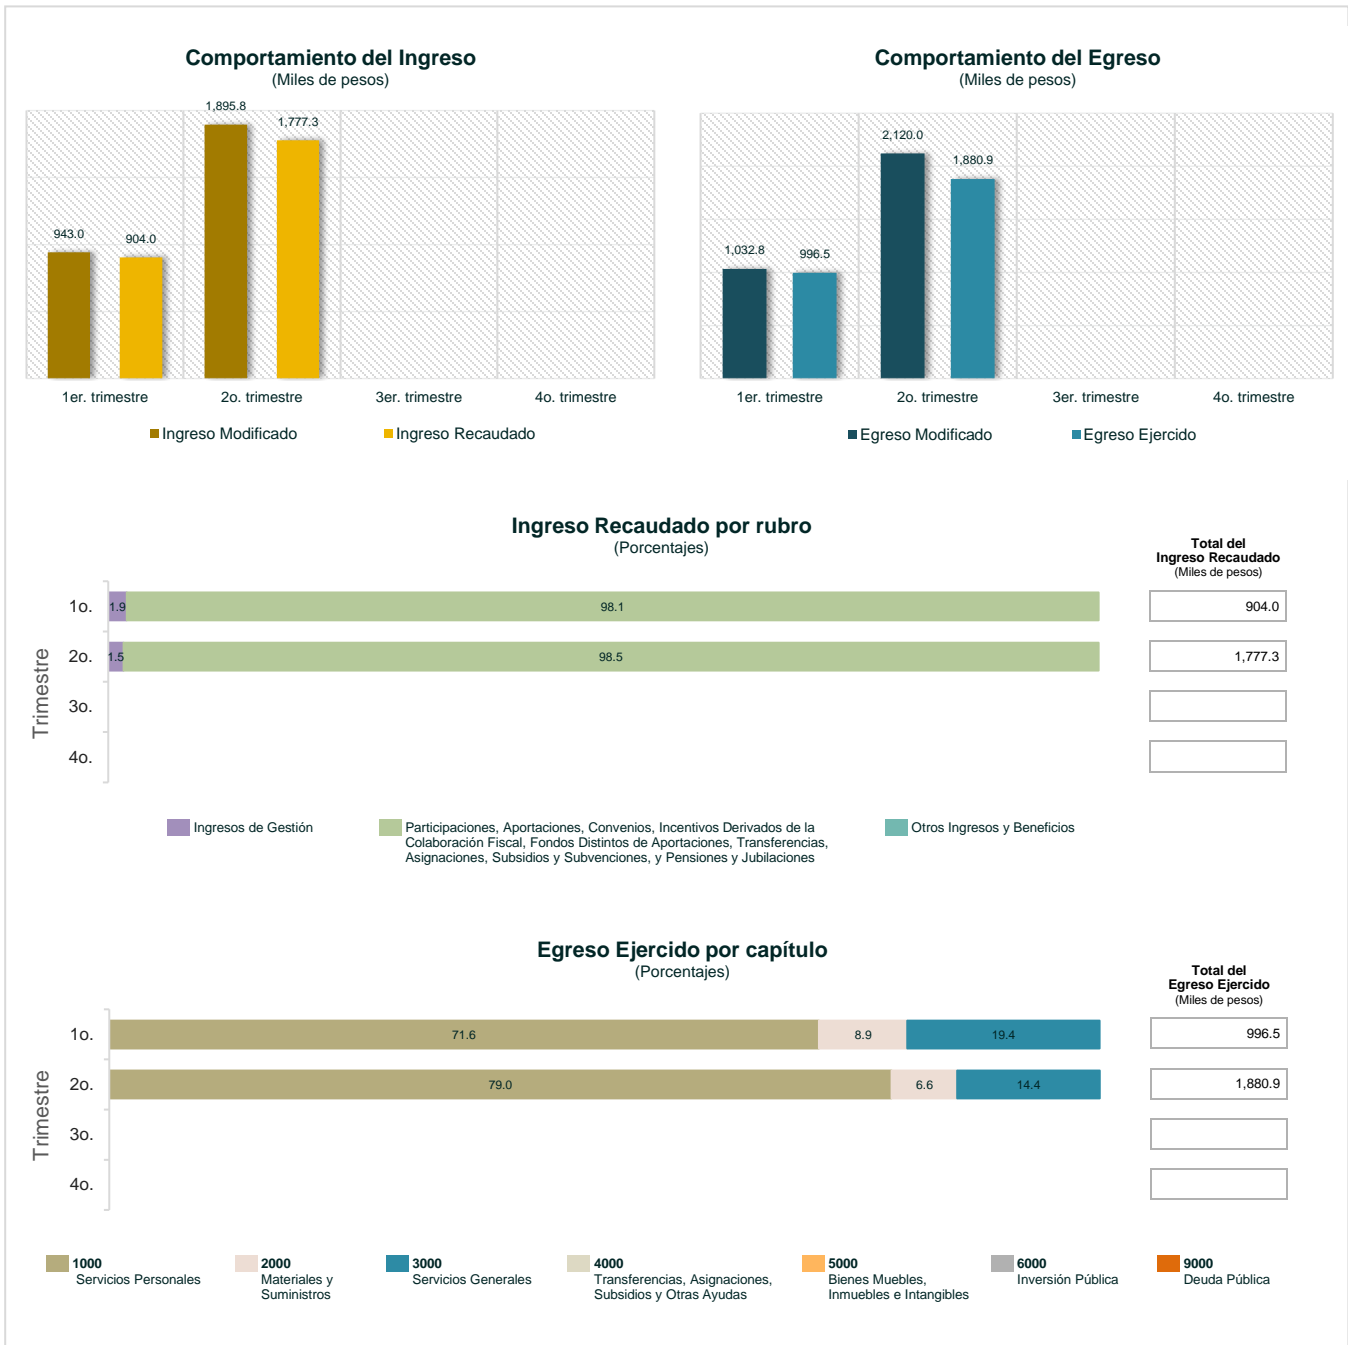 Comportamiento del Ingreso
(Miles de pesos)
1,895.8
1,777.3
943.0
904.0
1er. trimestre
2o. trimestre
3er. trimestre
4o. trimestre
Ingreso Modificado
Ingreso Recaudado
Comportamiento del Egreso
(Miles de pesos)
2,120.0
1,880.9
1,032.8
996.5
1er. trimestre
2o. trimestre
3er. trimestre
4o. trimestre
Egreso Modificado
Egreso Ejercido
Ingreso Recaudado por rubro
(Porcentajes)
Total del
Ingreso Recaudado
(Miles de pesos)
Trimestre
1o.
1.9
98.1
904.0
2o.
1.5
98.5
1,777.3
3o.
4o.
Ingresos de Gestión
Participaciones, Aportaciones, Convenios, Incentivos Derivados de la
Colaboración Fiscal, Fondos Distintos de Aportaciones, Transferencias,
Asignaciones, Subsidios y Subvenciones, y Pensiones y Jubilaciones
Otros Ingresos y Beneficios
Egreso Ejercido por capítulo
(Porcentajes)
Total del
Egreso Ejercido
(Miles de pesos)
Trimestre
1o.
71.6
8.9
19.4
996.5
2o.
79.0
6.6
14.4
1,880.9
3o.
4o.
1000
Servicios Personales
2000
Materiales y
Suministros
3000
Servicios Generales
4000
Transferencias, Asignaciones,
Subsidios y Otras Ayudas
5000
Bienes Muebles,
Inmuebles e Intangibles
6000
Inversión Pública
9000
Deuda Pública